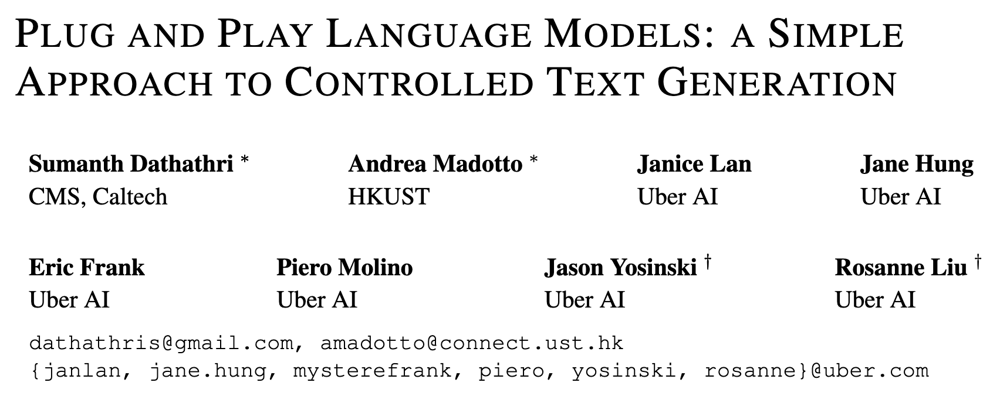 PLUG AND PLAY LANGUAGE MODELS: A SIMPLE
APPROACH TO CONTROLLED TEXT GENERATION
Sumanth Dathathri * Andrea Madotto * Janice Lan Jane Hung
CMS, Caltech HKUST Uber AI Uber AI
Eric Frank Piero Molino Jason Yosinski † Rosanne Liu †
Uber AI Uber AI Uber AI Uber AI
dathathris@gmail.com, amadotto@connect.ust.hk
{janlan, jane.hung, mysterefrank, piero, yosinski, rosanne}@uber.com